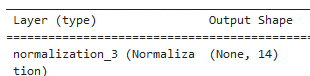 Layer (type) Output Shape
==========================================
normalization_3 (Normaliza (None, 14)
tion)